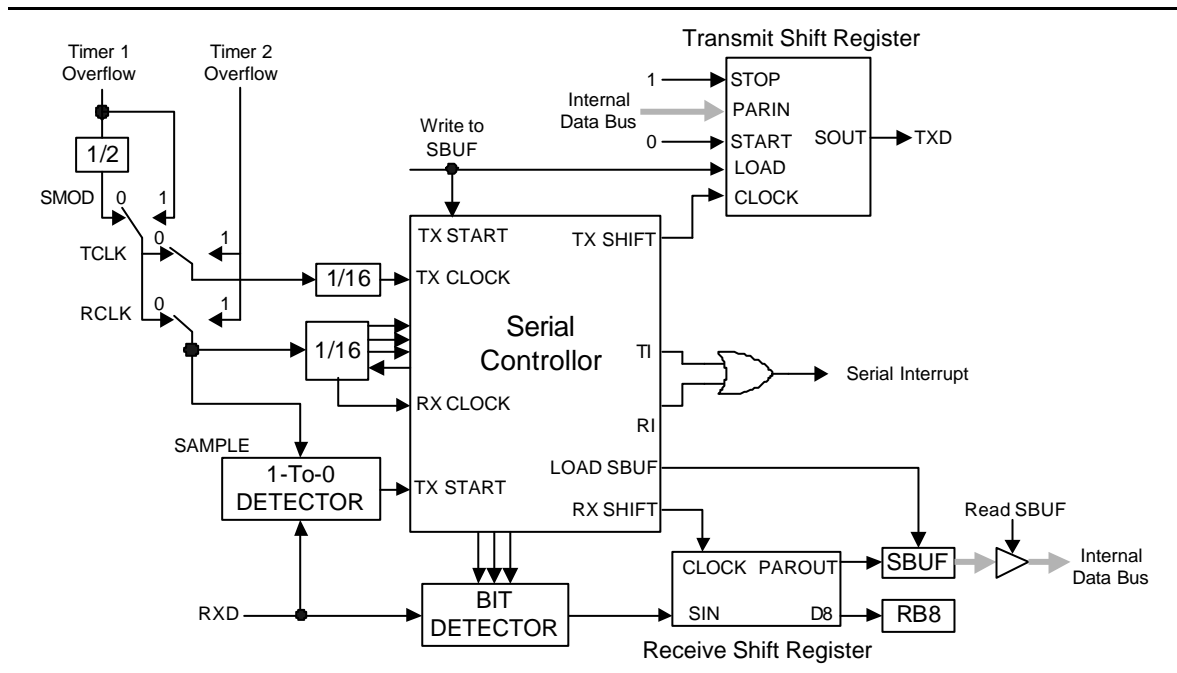 Transmit Shift Register
Timer 1
Overflow
Timer 2
Overflow
1
STOP
Internal
Data Bus
PARIN
0
START
SOUT
TXD
LOAD
CLOCK
Write to
SBUF
1/2
SMOD
0
1
TCLK
0
1
RCLK
0
1
1/16
1/16
TX START
TX SHIFT
TX CLOCK
Serial
Controllor
TI
RI
Serial Interrupt
RX CLOCK
SAMPLE
1-To-0
DETECTOR
TX START
LOAD SBUF
RX SHIFT
Read SBUF
CLOCK
PAROUT
SBUF
Internal
Data Bus
RXD
BIT
DETECTOR
SIN
D8
RB8
Receive Shift Register